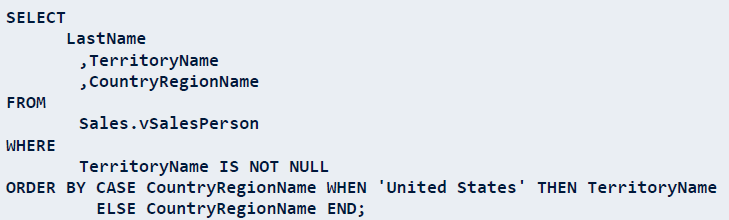 SELECT
LastName
,TerritoryName
,CountryRegionName
FROM
Sales.vSalesPerson
WHERE
TerritoryName IS NOT NULL
ORDER BY CASE CountryRegionName WHEN 'United States' THEN TerritoryName
ELSE CountryRegionName END;